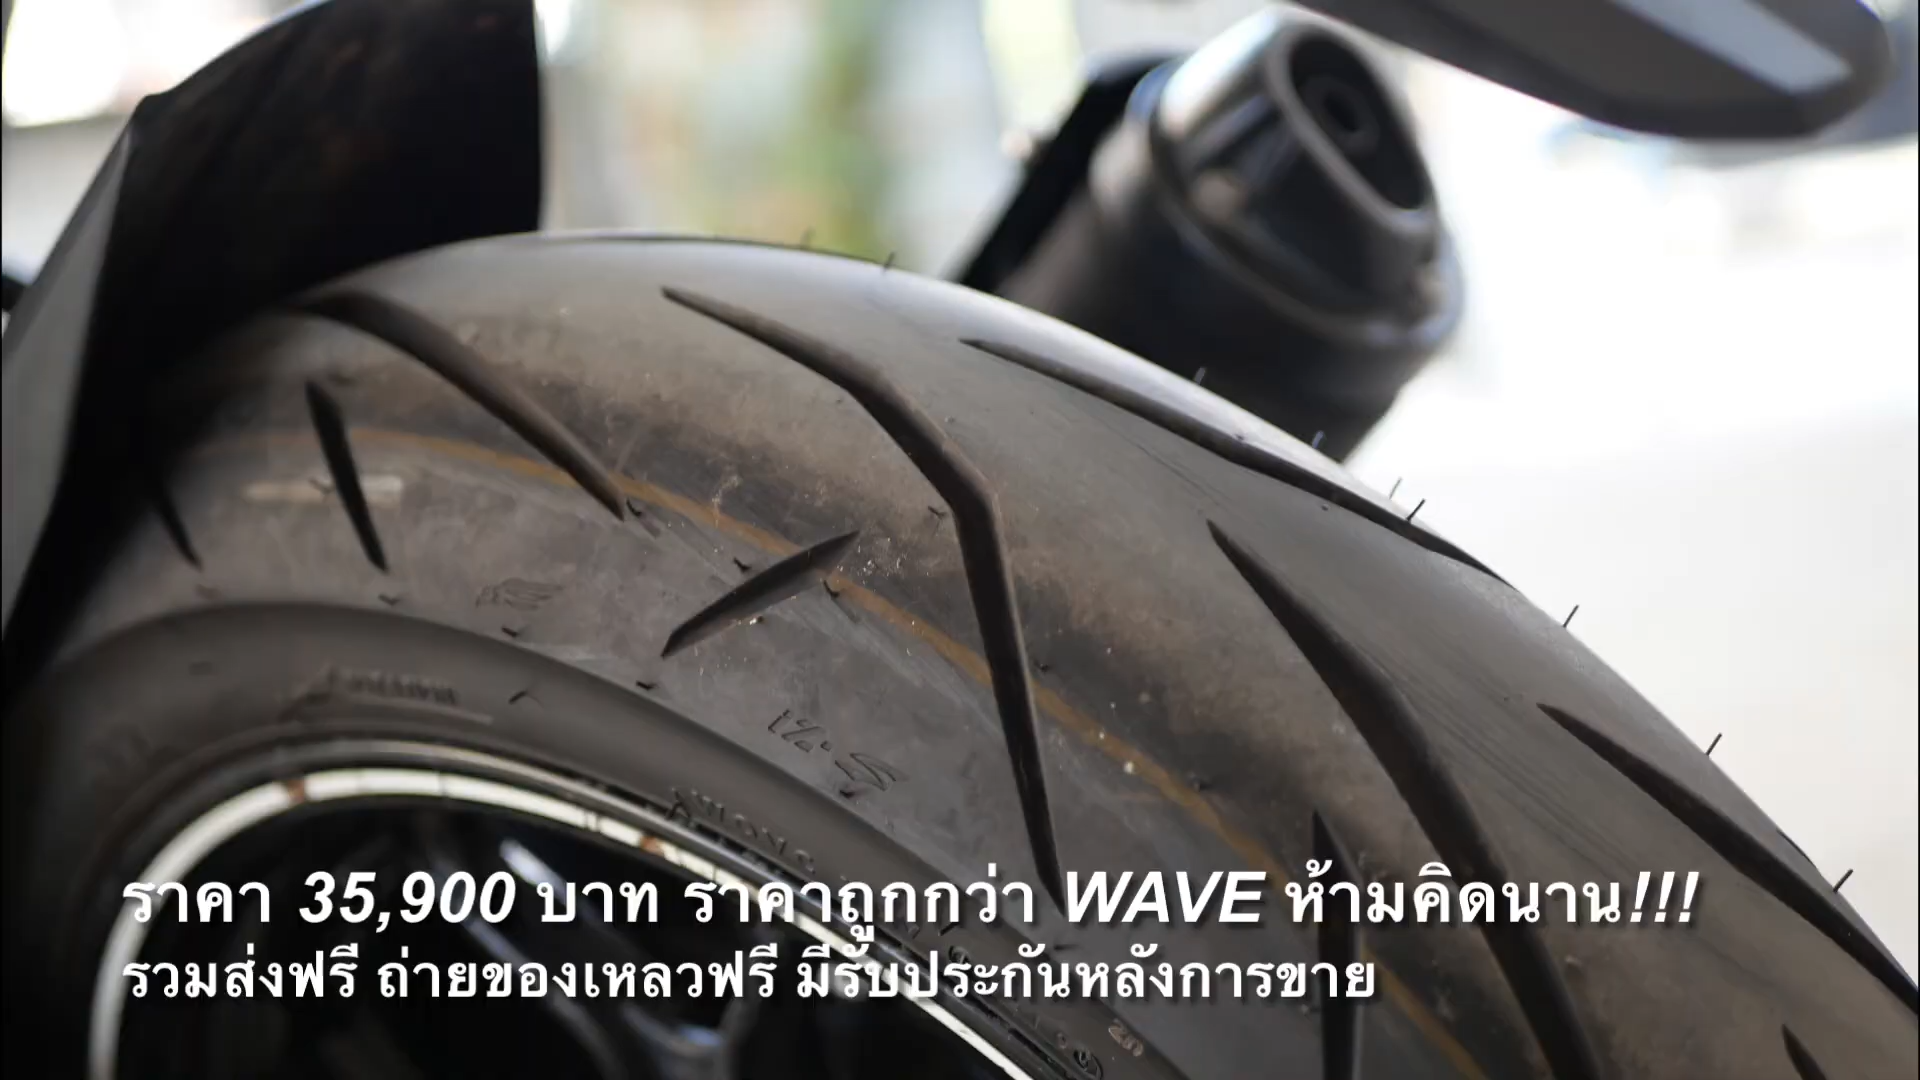 ราคา 35,900 บาท ราคาถูกกว่า WAVE ห้ามคิดนาน!!!
รวมส่งฟรี ถ่ายของเหลวฟรี มีรับประกันหลังการขาย